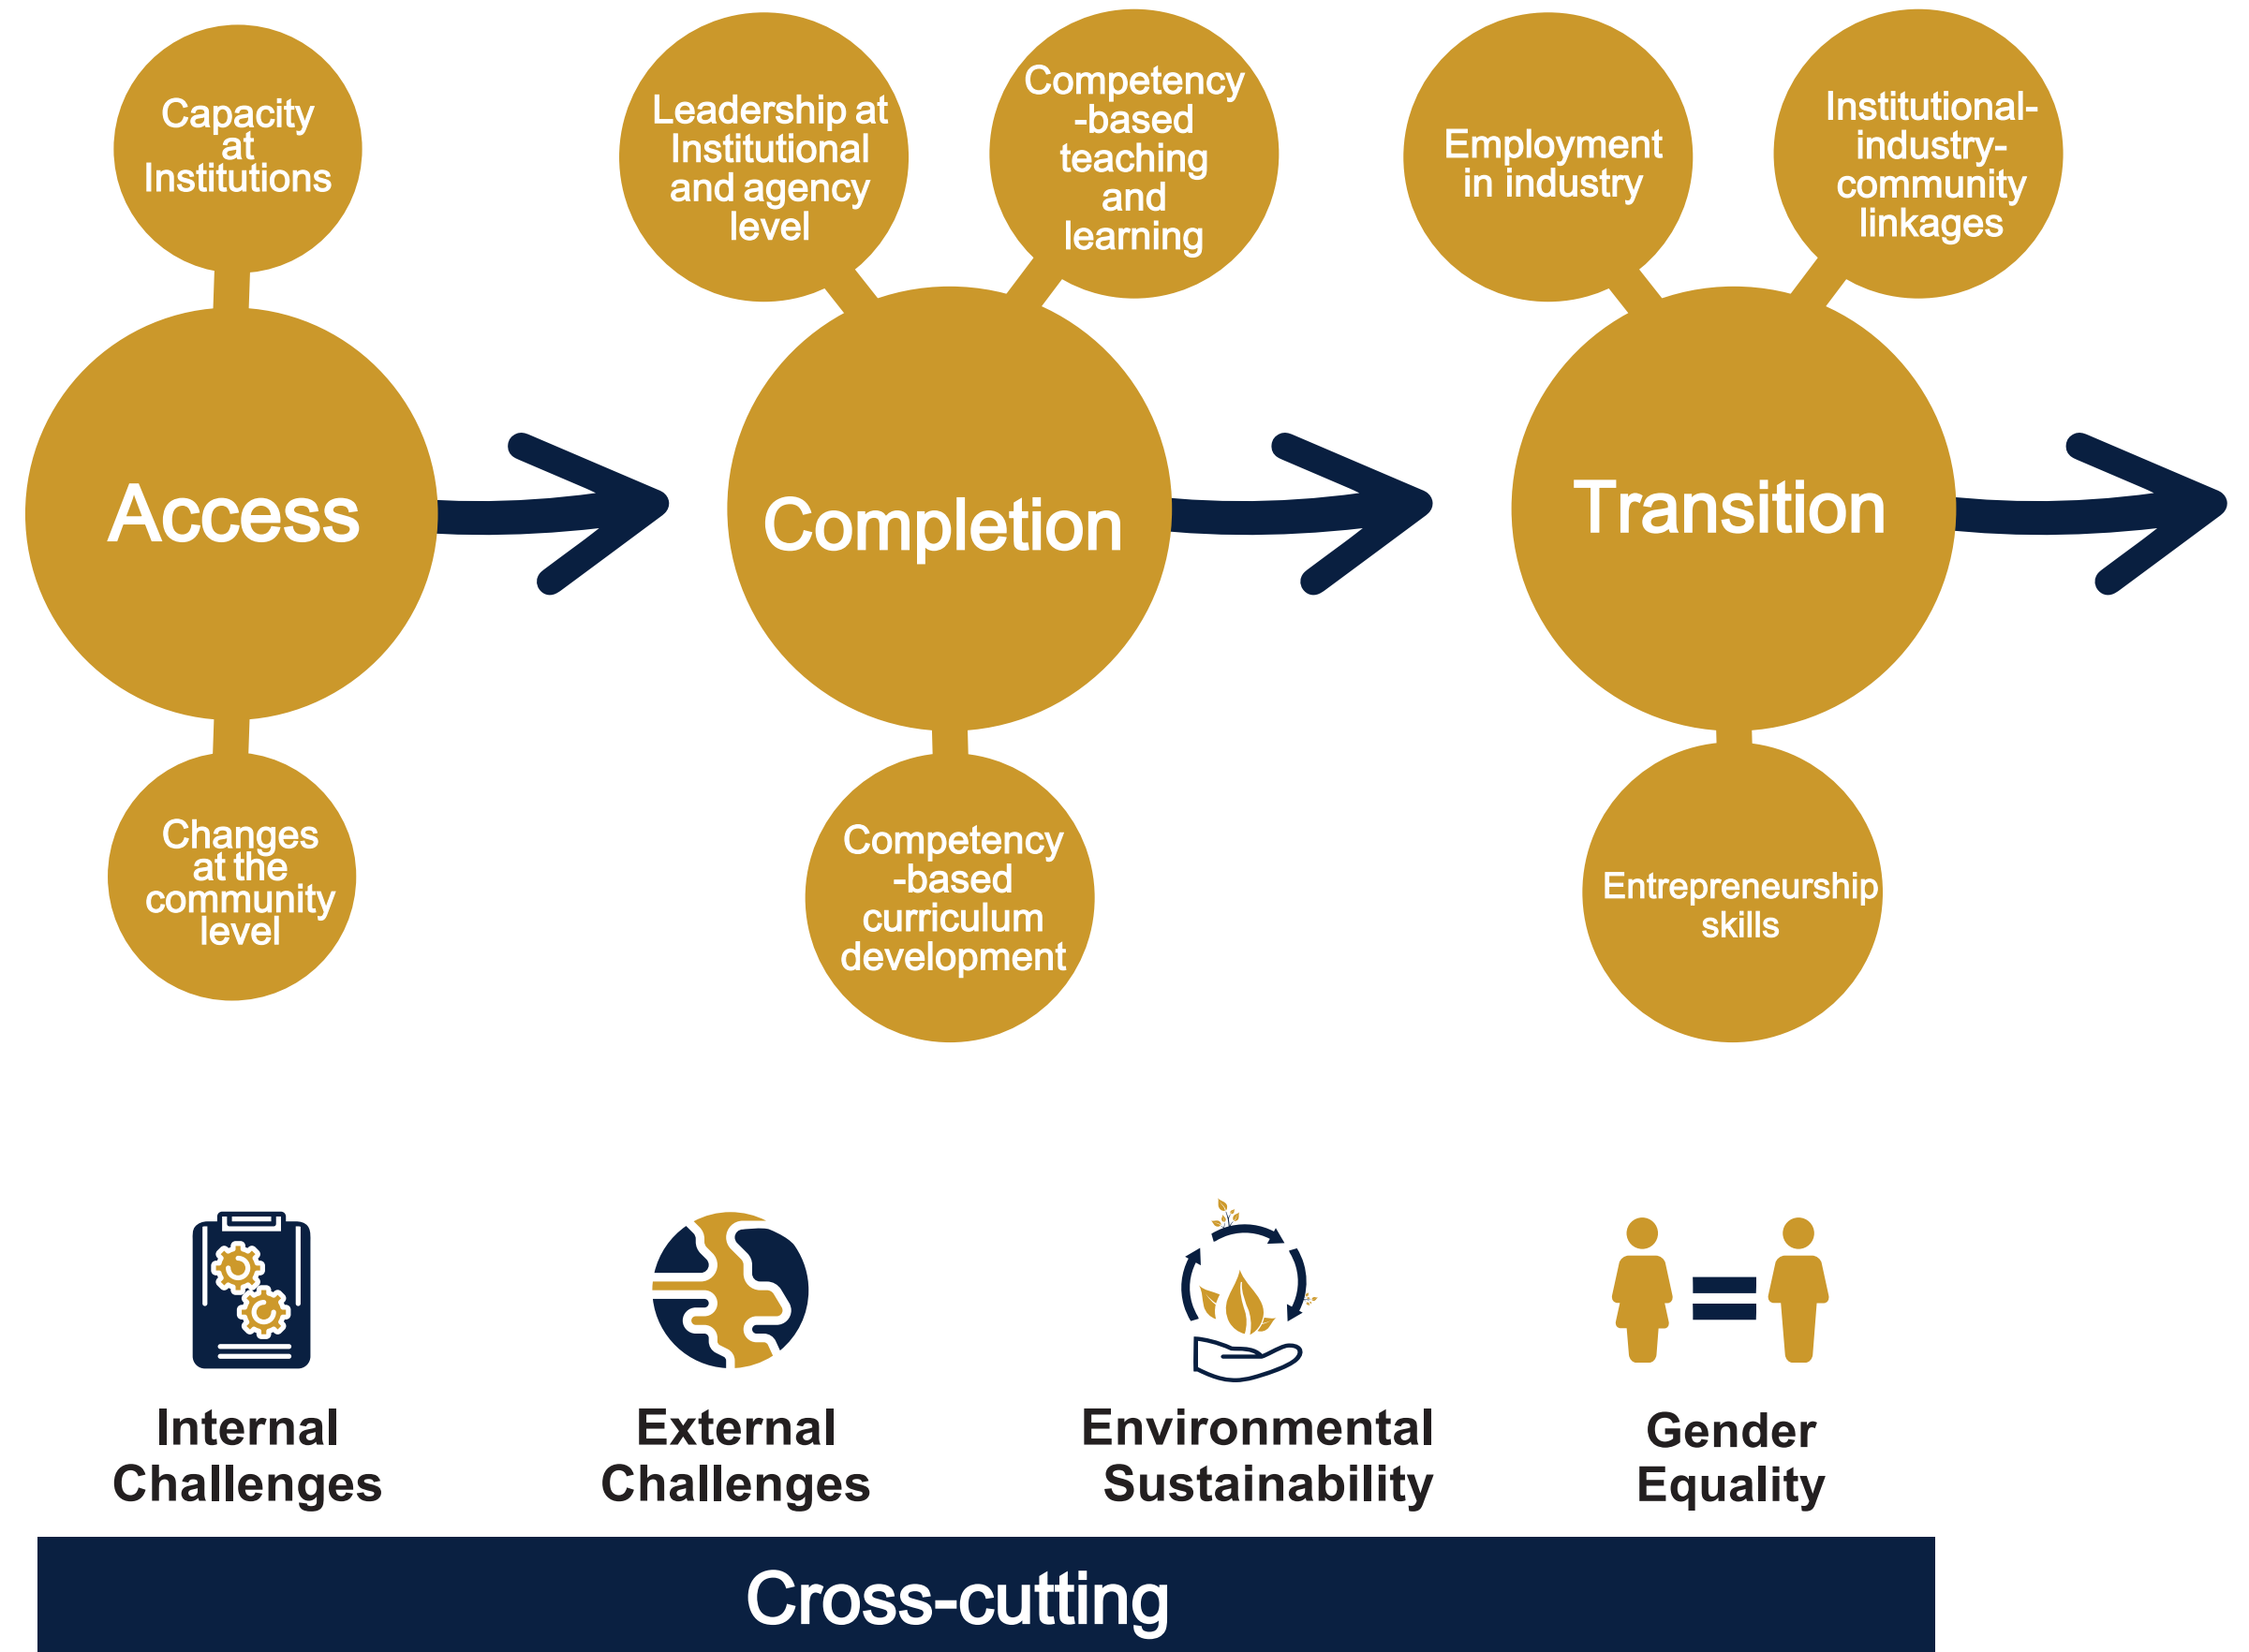 Capacity
at
Institutions
Leadership at
Institutional
and agency
level
Competency
-based
teaching
and
learning
Employment
in industry
Institutional-
industry-
community
linkages
Access
Completion
Transition
Changes
at the
community
level
Competency
-based
curriculum
development
Entrepreneurship
skills
Internal
Challenges
External
Challenges
Environmental
Sustainability
Gender
Equality
Cross-cutting